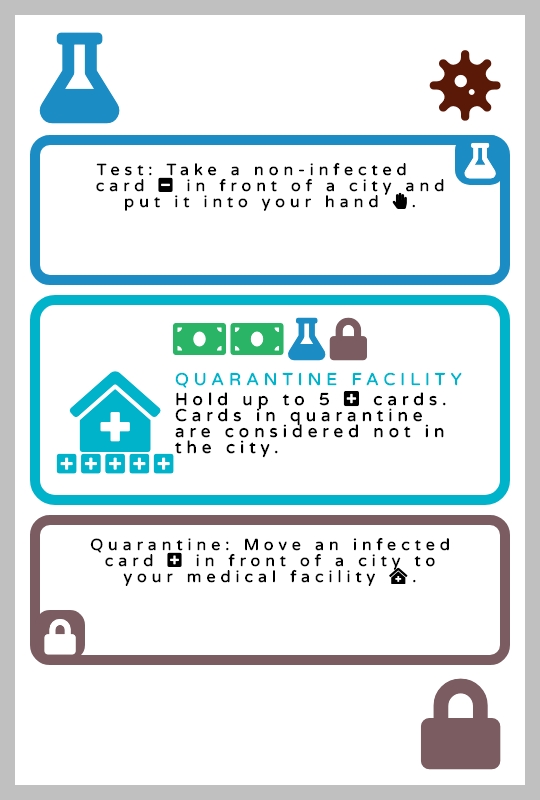 Test: Take a non-infected
card in front of a city and
put it into your hand .
QUARANTINE FACILITY
Hold up to 5 cards.
Cards in quarantine
are considered not in
the city.
Quarantine: Move an infected
card in front of a city to
your medical facility .